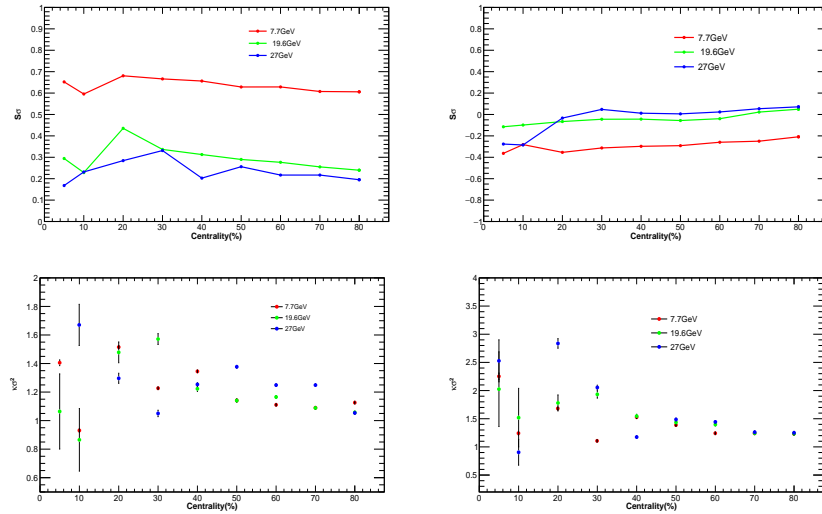 1
0.9
0.8
0.7
0.6
0.5
0.4
0.3
0.2
0.1
0
Sσ
7.7GeV
19.6GeV
27GeV
0 10 20 30 40 50 60 70 80
Centrality(%)
1
0.8
0.6
0.4
0.2
0
−0.2
−0.4
−0.6
−0.8
−1
Sσ
7.7GeV
19.6GeV
27GeV
0 10 20 30 40 50 60 70 80
Centrality(%)
2
1.8
1.6
1.4
1.2
1
0.8
0.6
κσ²
7.7GeV
19.6GeV
27GeV
0 10 20 30 40 50 60 70 80
Centrality(%)
4
3.5
3
2.5
2
1.5
1
0.5
κσ²
7.7GeV
19.6GeV
27GeV
0 10 20 30 40 50 60 70 80
Centrality(%)